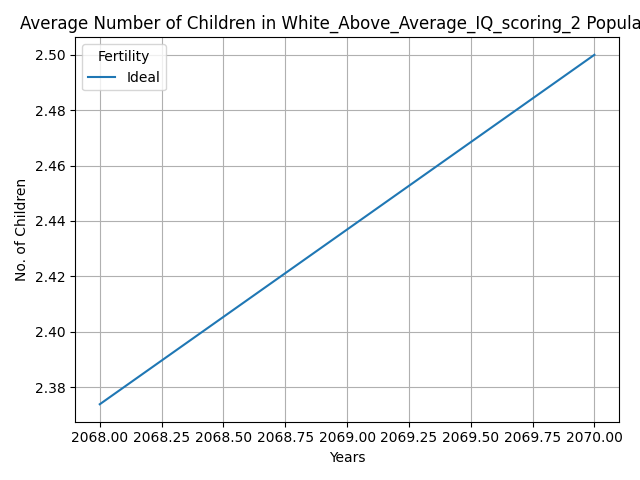 Average Number of Children in White_Above_Average_IQ_scoring_2 Popula
2.50
2.48
2.46
2.44
2.42
2.40
2.38
No. of Children
Fertility
Ideal
2068.00 2068.25 2068.50 2068.75 2069.00 2069.25 2069.50 2069.75 2070.00
Years